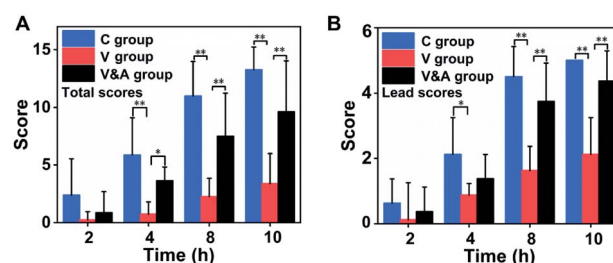 A
C group
V group
V&A group
Total scores
** ** ** ** ** *
Score
15
10
5
0
2 4 8 10
Time (h)
B
C group
V group
V&A group
Lead scores
** ** ** ** *
Score
6
4
2
0
2 4 8 10
Time (h)